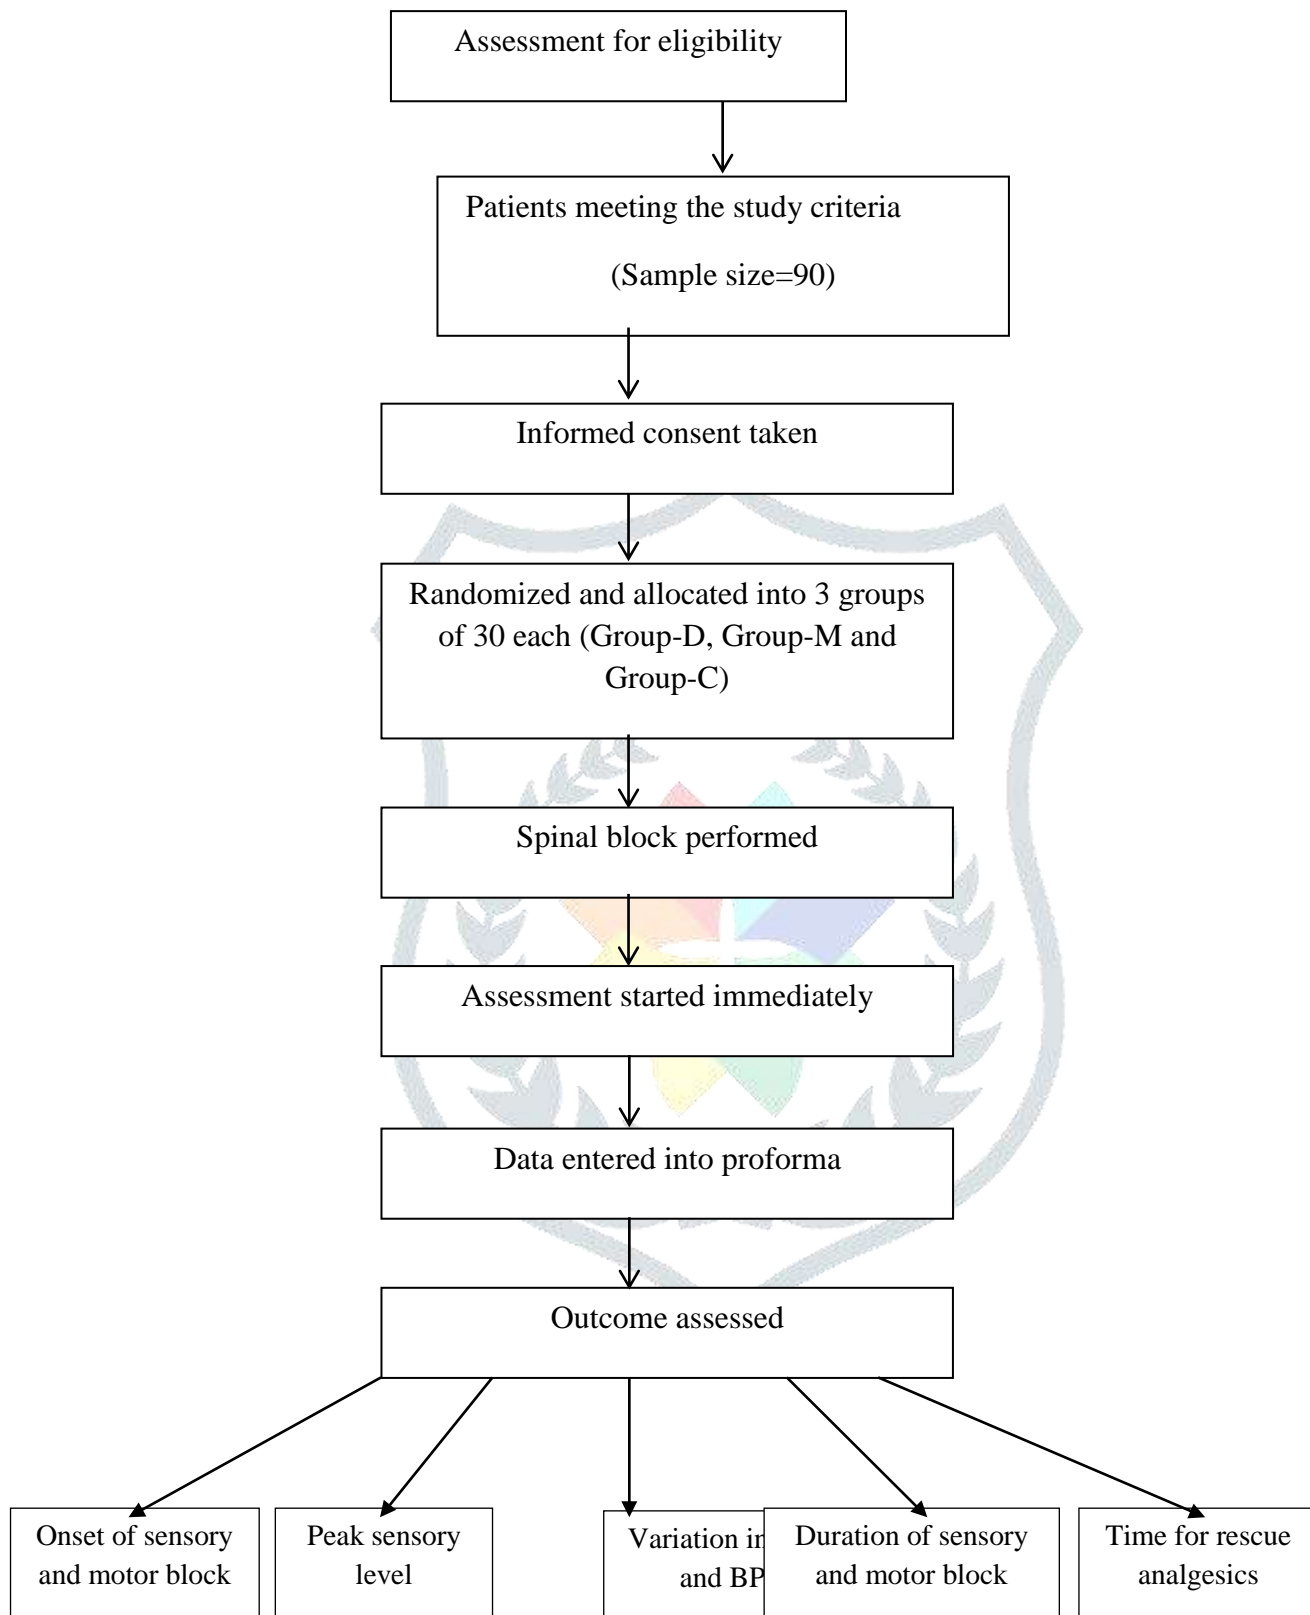 Assessment for eligibility
Patients meeting the study criteria
(Sample size=90)
Informed consent taken
Randomized and allocated into 3 groups
of 30 each (Group-D, Group-M and
Group-C)
Spinal block performed
Assessment started immediately
Data entered into proforma
Outcome assessed
Onset of sensory
and motor block
Peak sensory
level
Variation in
and BP
Duration of sensory
and motor block
Time for rescue
analgesics